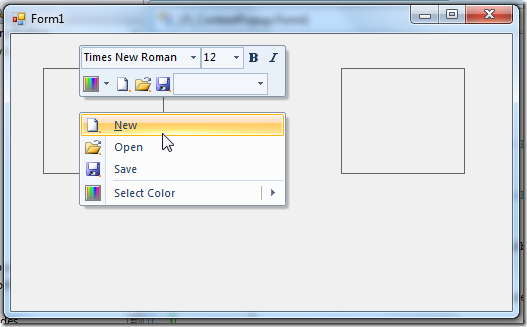 Form1
Times New Roman 12 B I
New
Open
Save
Select Color